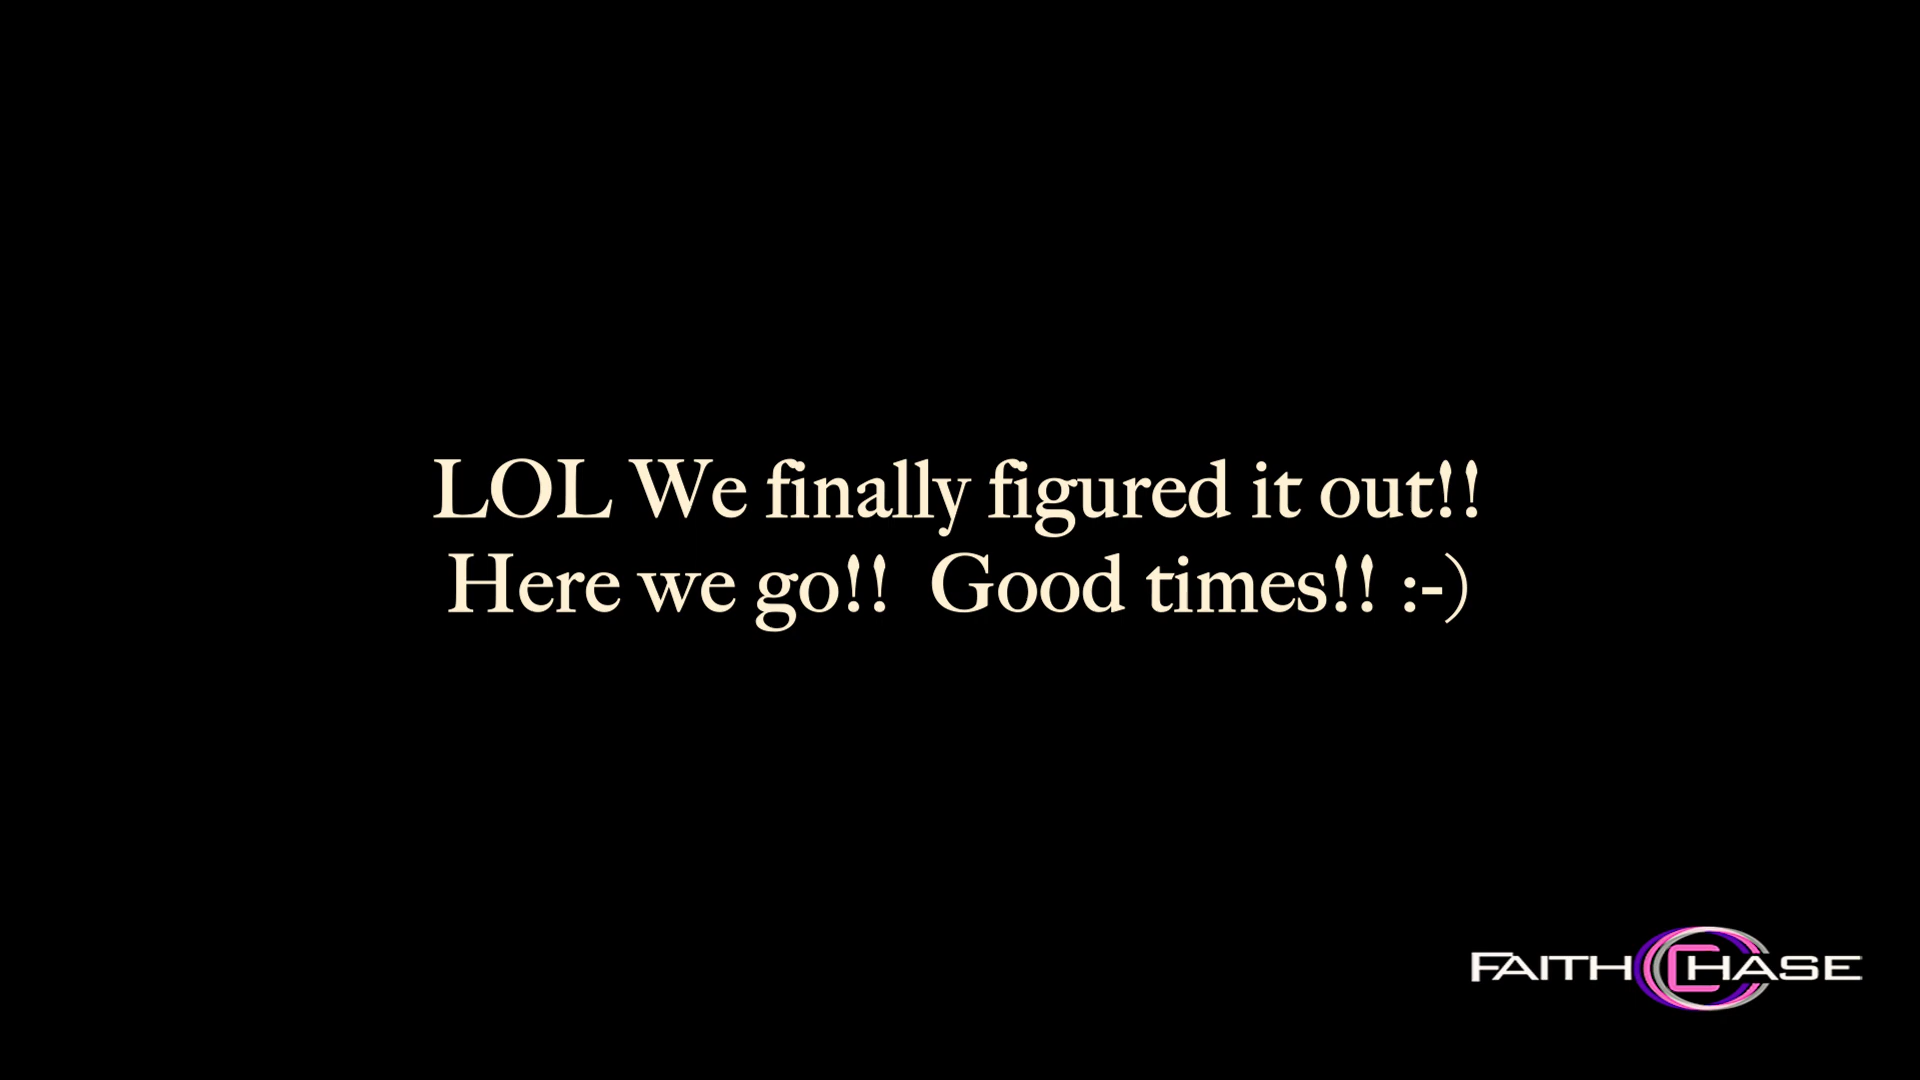 LOL We finally figured it out!!
Here we go!!  Good times!! :-)
FAITH CHASE